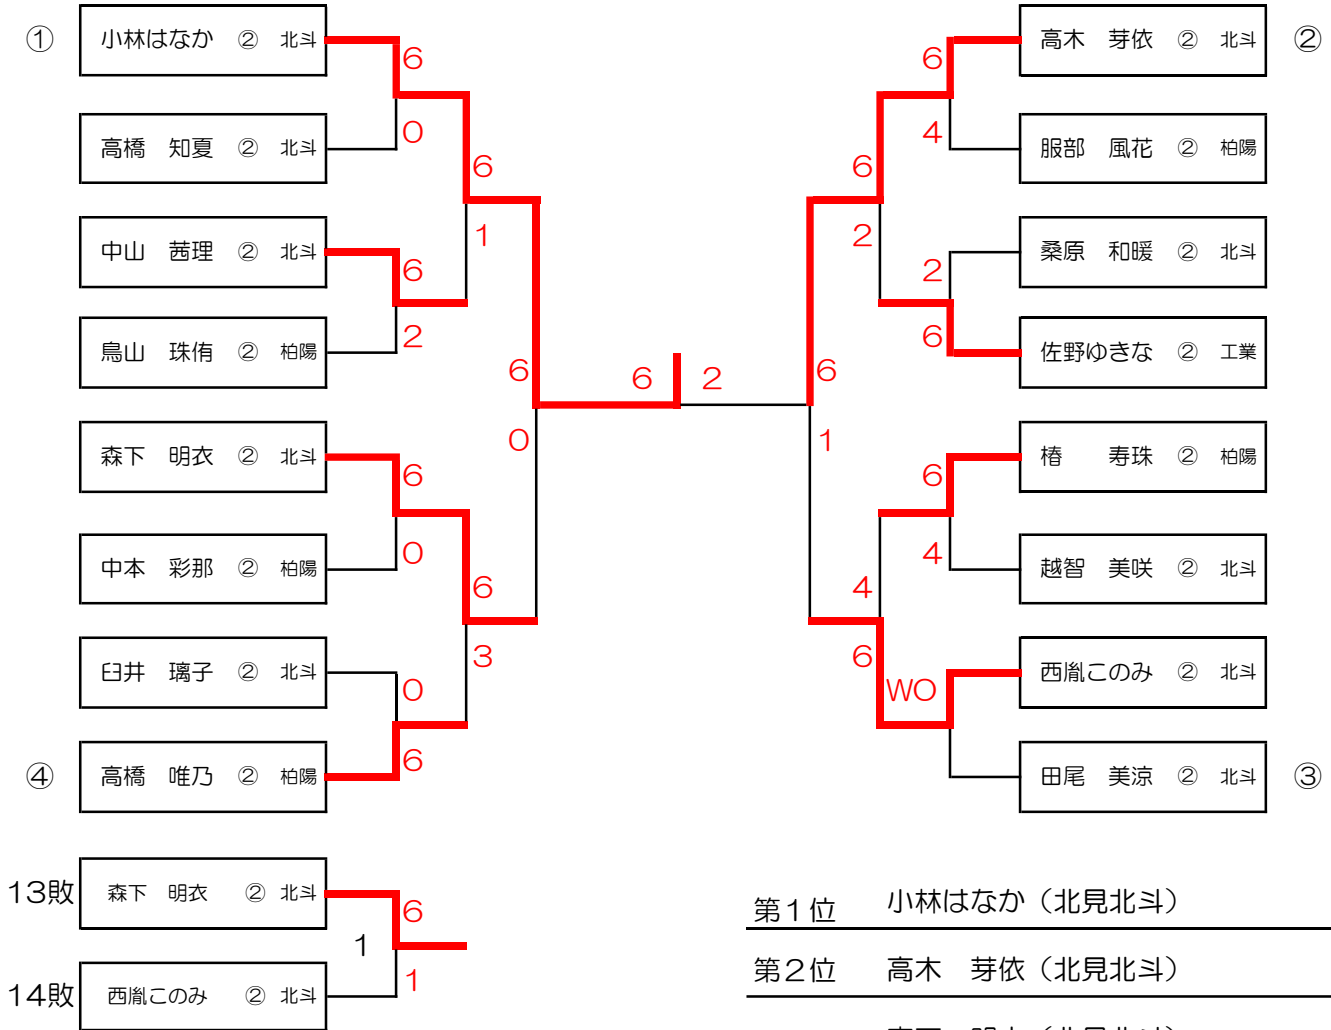 ① 小林はなか ② 北斗
6
0
高橋 知夏 ② 北斗
6
1
中山 茜理 ② 北斗
6
2
鳥山 珠侑 ② 柏陽
6
0
森下 明衣 ② 北斗
6
0
中本 彩那 ② 柏陽
6
3
臼井 璃子 ② 北斗
0
6
④ 高橋 唯乃 ② 柏陽
6 2
高木 芽依 ② 北斗 ②
6
4
服部 風花 ② 柏陽
6
2
桑原 和暖 ② 北斗
2
6
佐野ゆきな ② 工業
6
1
椿 寿珠 ② 柏陽
6
4
越智 美咲 ② 北斗
4
6
西胤このみ ② 北斗
WO
田尾 美涼 ② 北斗 ③
13敗 森下 明衣 ② 北斗
6
1
1
14敗 西胤このみ ② 北斗
第1位 小林はなか（北見北斗）
第2位 高木 芽依（北見北斗）